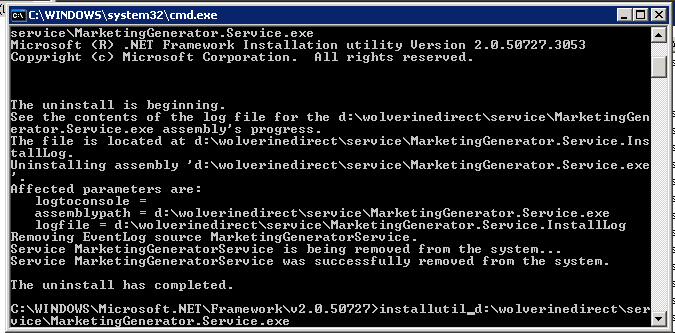 C:\WINDOWS\system32\cmd.exe
service\MarketingGenerator.Service.exe
Microsoft (R) .NET Framework Installation utility Version 2.0.50727.3053
Copyright (c) Microsoft Corporation.  All rights reserved.
The uninstall is beginning.
See the contents of the log file for the d:\wolverinedirect\service\MarketingGen
erator.Service.exe assembly's progress.
The file is located at d:\wolverinedirect\service\MarketingGenerator.Service.Ins
tallLog.
Uninstalling assembly 'd:\wolverinedirect\service\MarketingGenerator.Service.exe
'.
Affected parameters are:
   logtoconsole =
   assemblypath = d:\wolverinedirect\service\MarketingGenerator.Service.exe
   logfile = d:\wolverinedirect\service\MarketingGenerator.Service.InstallLog
Removing EventLog source MarketingGeneratorService.
Service MarketingGeneratorService is being removed from the system...
Service MarketingGeneratorService was successfully removed from the system.
The uninstall has completed.
C:\WINDOWS\Microsoft.NET\Framework\v2.0.50727>installutil_d:\wolverinedirect\ser
vice\MarketingGenerator.Service.exe